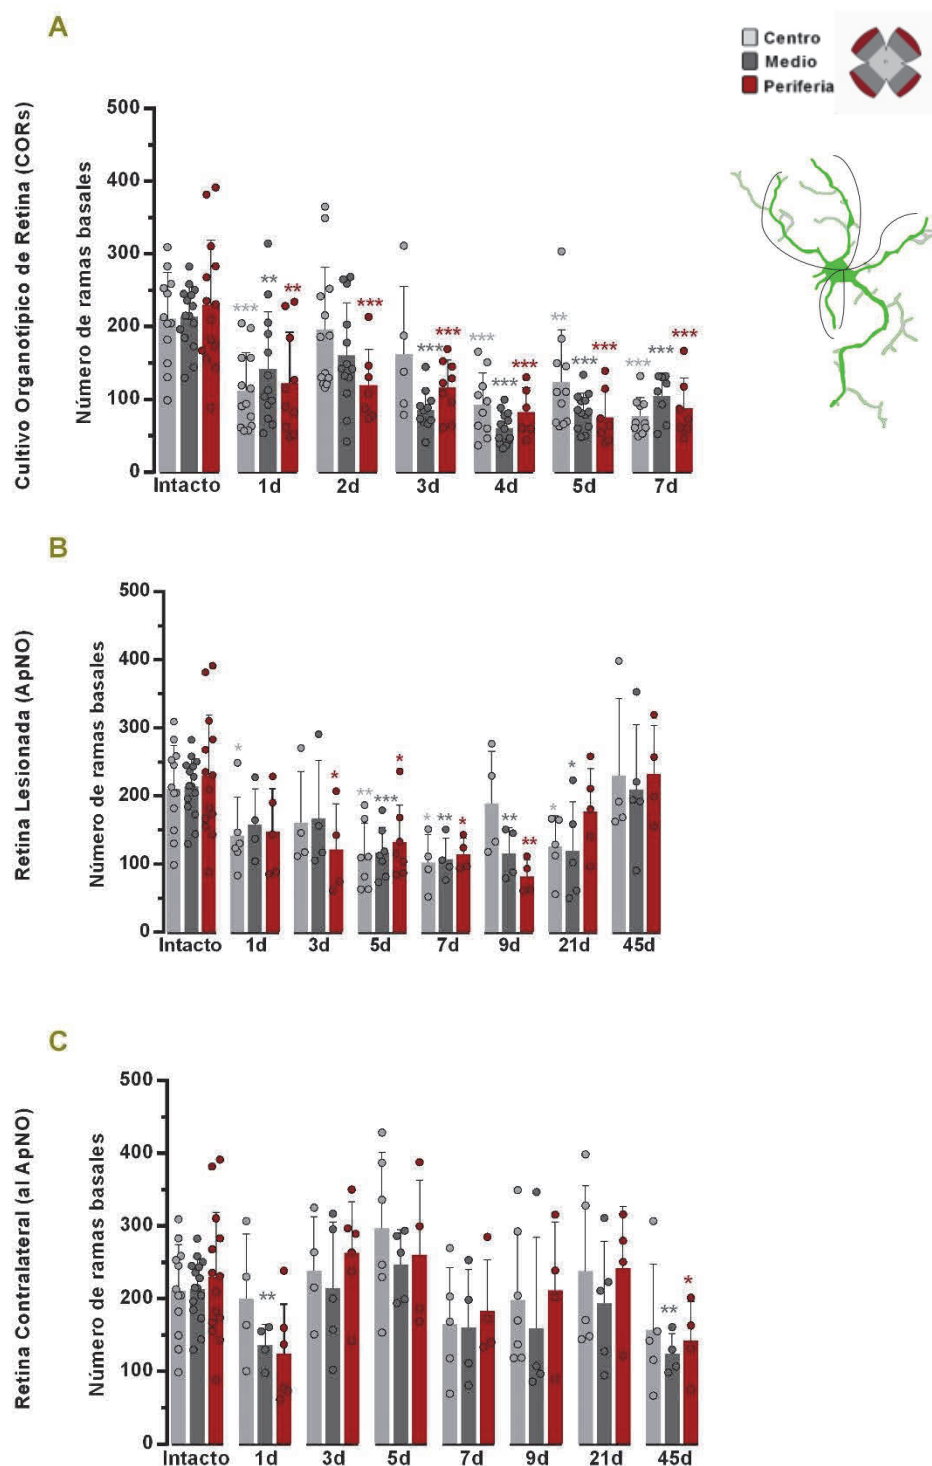 A
Centro
Medio
Periferia
Cultivo Organotípico de Retina (CORs)
Número de ramas basales
500
400
300
200
100
0
*** ** ** *** *** *** *** *** *** ** *** *** *** *** ***
Intacto 1d 2d 3d 4d 5d 7d
B
Retina Lesionada (ApNO)
Número de ramas basales
500
400
300
200
100
0
* * ** *** * * ** * ** ** * *
Intacto 1d 3d 5d 7d 9d 21d 45d
C
Retina Contralateral (al ApNO)
Número de ramas basales
500
400
300
200
100
0
** ** *
Intacto 1d 3d 5d 7d 9d 21d 45d